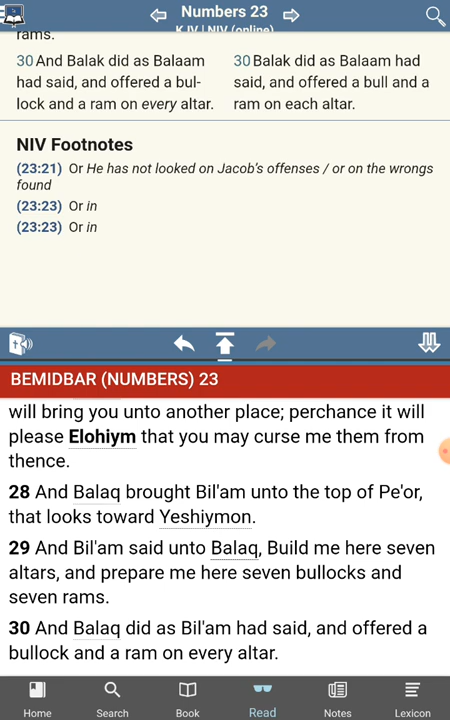 Numbers 23
KJV | NIV (online)
rams.
30 And Balak did as Balaam
had said, and offered a bul-
lock and a ram on every altar.
30 Balak did as Balaam had
said, and offered a bull and a
ram on each altar.
NIV Footnotes
(23:21) Or He has not looked on Jacob's offenses / or on the wrongs
found
(23:23) Or in
(23:23) Or in
BEMIDBAR (NUMBERS) 23
will bring you unto another place; perchance it will
please Elohiym that you may curse me them from
thence.
28 And Balaq brought Bil'am unto the top of Pe'or,
that looks toward Yeshiymon.
29 And Bil'am said unto Balaq, Build me here seven
altars, and prepare me here seven bullocks and
seven rams.
30 And Balaq did as Bil'am had said, and offered a
bullock and a ram on every altar.
Home Search Book Read Notes Lexicon